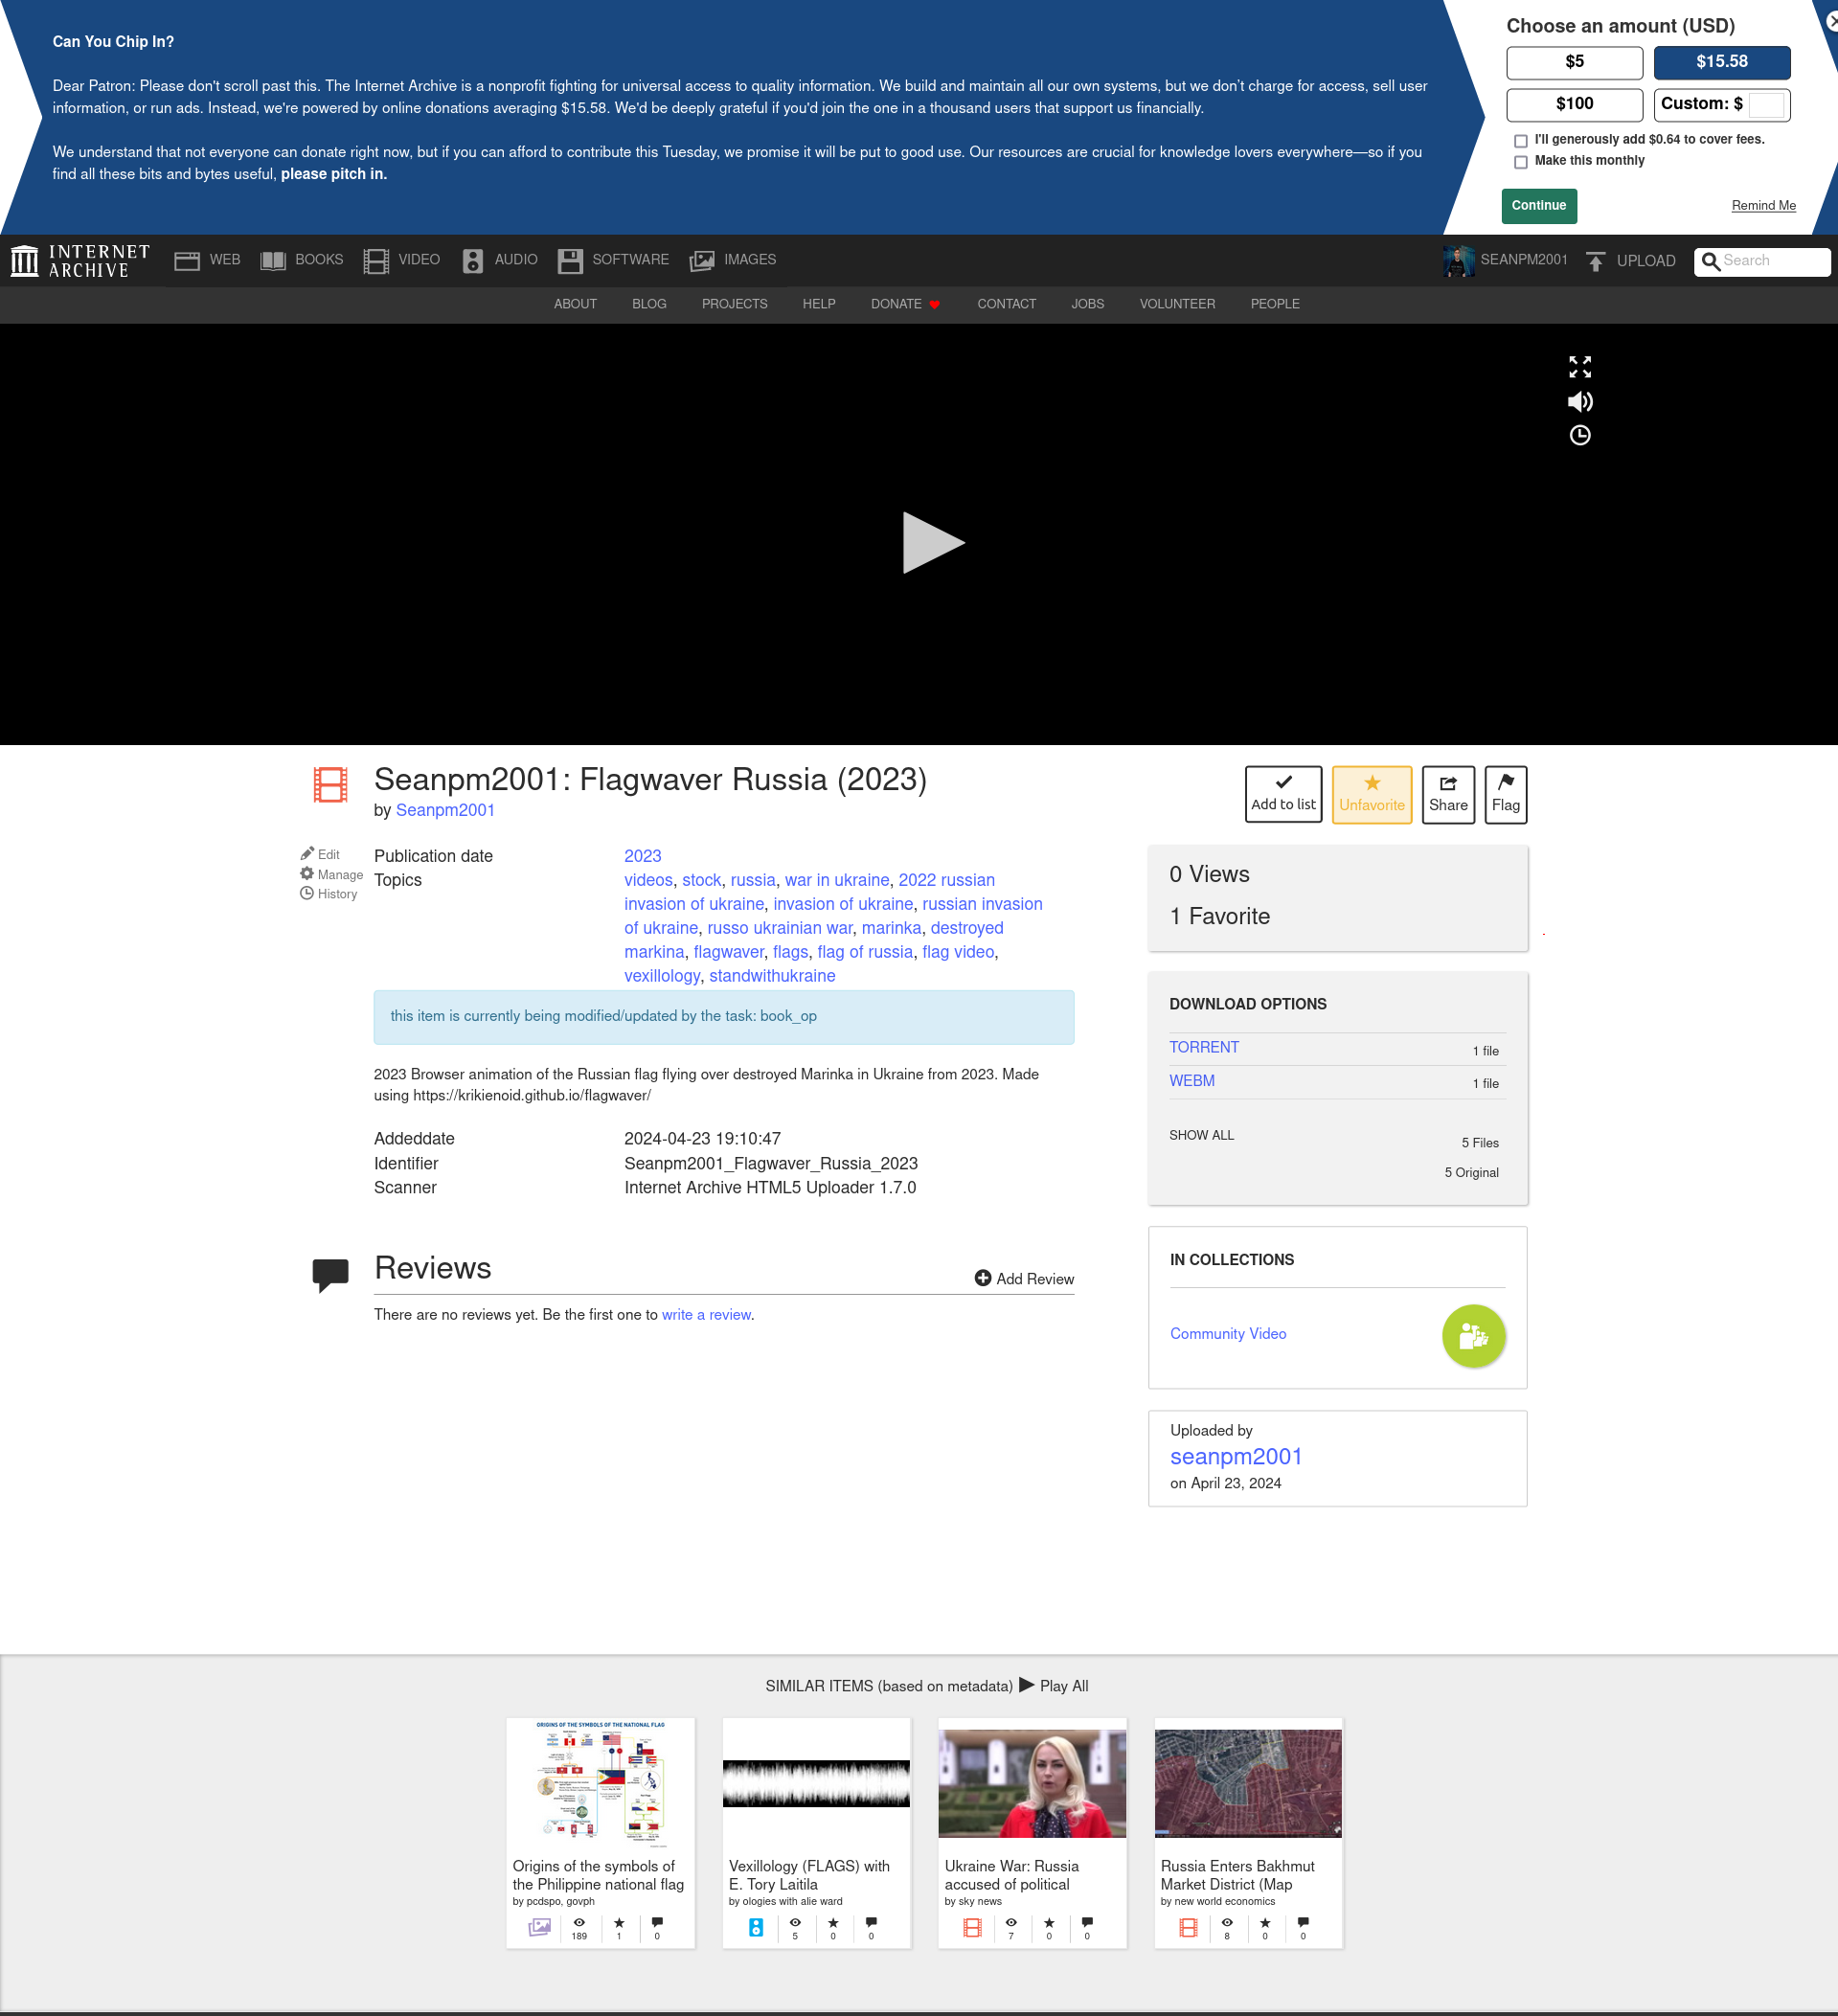 Can You Chip In?
Dear Patron: Please don't scroll past this. The Internet Archive is a nonprofit fighting for universal access to quality information. We build and maintain all our own systems, but we don't charge for access, sell user
information, or run ads. Instead, we're powered by online donations averaging $15.58. We'd be deeply grateful if you'd join the one in a thousand users that support us financially.
We understand that not everyone can donate right now, but if you can afford to contribute this Tuesday, we promise it will be put to good use. Our resources are crucial for knowledge lovers everywhere—so if you
find all these bits and bytes useful, please pitch in.
Choose an amount (USD)
$5
$15.58
$100
Custom: $
I'll generously add $0.64 to cover fees.
Make this monthly
Continue
Remind Me
INTERNET
ARCHIVE
WEB
BOOKS
VIDEO
AUDIO
SOFTWARE
IMAGES
SEANPM2001
UPLOAD
Search
ABOUT
BLOG
PROJECTS
HELP
DONATE
CONTACT
JOBS
VOLUNTEER
PEOPLE
Seanpm2001: Flagwaver Russia (2023)
by Seanpm2001
Add to list
Unfavorite
Share
Flag
Edit
Manage
History
Publication date 2023
Topics videos, stock, russia, war in ukraine, 2022 russian
invasion of ukraine, invasion of ukraine, russian invasion
of ukraine, russo ukrainian war, marinka, destroyed
markina, flagwaver, flags, flag of russia, flag video,
vexillology, standwithukraine
this item is currently being modified/updated by the task: book_op
2023 Browser animation of the Russian flag flying over destroyed Marinka in Ukraine from 2023. Made
using https://krikienoid.github.io/flagwaver/
Addeddate 2024-04-23 19:10:47
Identifier Seanpm2001_Flagwaver_Russia_2023
Scanner Internet Archive HTML5 Uploader 1.7.0
Reviews
Add Review
There are no reviews yet. Be the first one to write a review.
0 Views
1 Favorite
DOWNLOAD OPTIONS
TORRENT 1 file
WEBM 1 file
SHOW ALL 5 Files
5 Original
IN COLLECTIONS
Community Video
Uploaded by
seanpm2001
on April 23, 2024
SIMILAR ITEMS (based on metadata) Play All
ORIGINS OF THE SYMBOLS OF THE NATIONAL FLAG
Origins of the symbols of
the Philippine national flag
by pcdspo, govph
189 1 0
Vexillology (FLAGS) with
E. Tory Laitila
by ologies with alie ward
5 0 0
Ukraine War: Russia
accused of political
by sky news
7 0 0
Russia Enters Bakhmut
Market District (Map
by new world economics
8 0 0